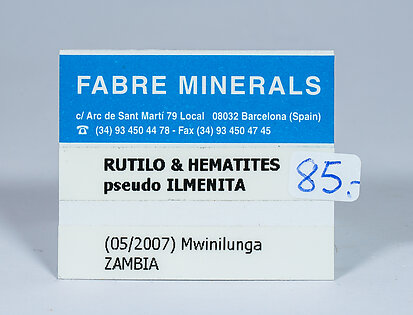 FABRE MINERALS
c/ Arc de Sant Martí 79 Local 08032 Barcelona (Spain)
☎ (34) 93 450 44 78 - Fax (34) 93 450 47 45
RUTILO & HEMATITES
pseudo ILMENITA
85.-
(05/2007) Mwinilunga
ZAMBIA